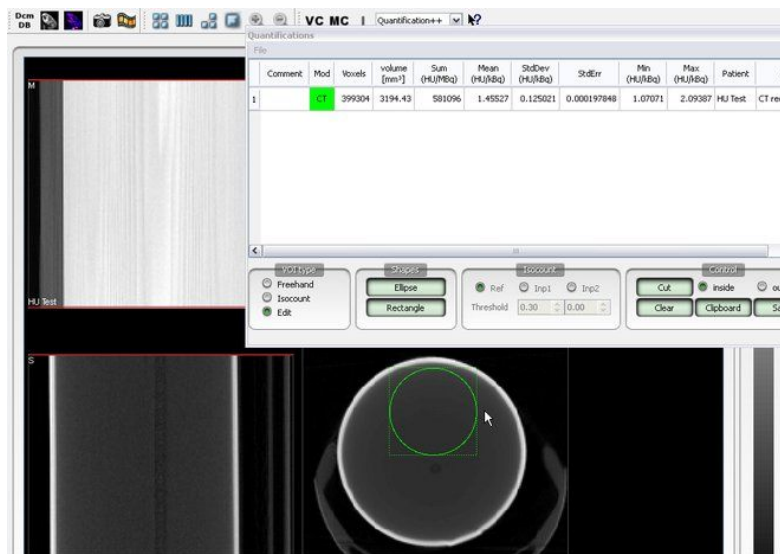 Dcm
DB
VC MC I Quantification++
Quantifications
File
Comment Mod Voxels volume [mm³] Sum (HU/MBq) Mean (HU/kBq) StdDev (HU/kBq) StdErr Min (HU/kBq) Max (HU/kBq) Patient
1 CT 399304 3194.43 581096 1.45527 0.125021 0.000197848 1.07071 2.09387 HU Test CT re
M
HU Test
VOI type Shapes Isocount Control
Freehand Ellipse Ref Inp1 Inp2 Cut inside ou
Isocount
Edit Rectangle Threshold 0.30 0.00 Clear Clipboard Sa
S